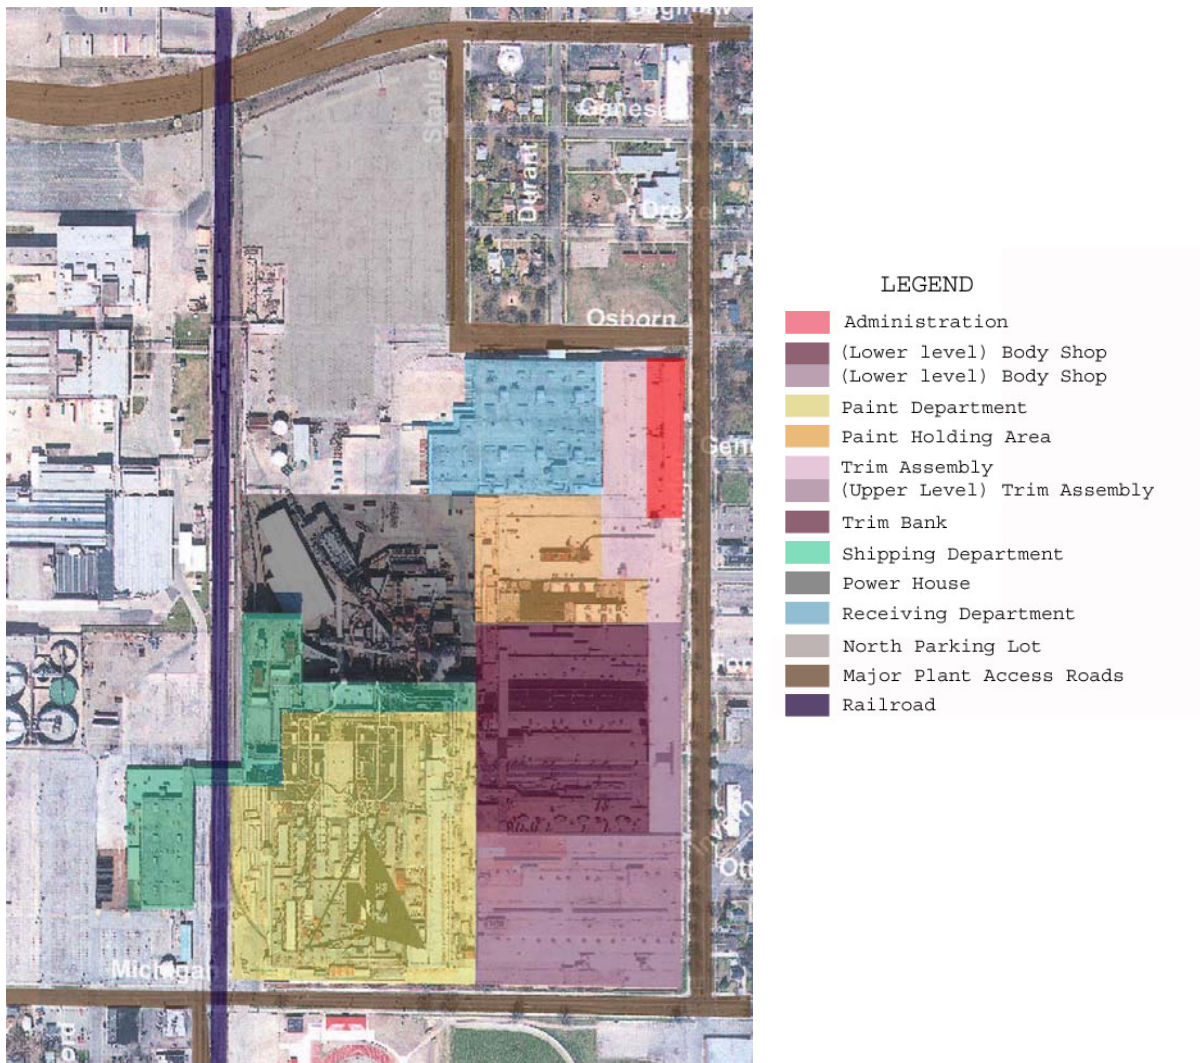 Stanley
Durant
Osborn
Drexel
Michigan
LEGEND
Administration
(Lower level) Body Shop
(Lower level) Body Shop
Paint Department
Paint Holding Area
Trim Assembly
(Upper Level) Trim Assembly
Trim Bank
Shipping Department
Power House
Receiving Department
North Parking Lot
Major Plant Access Roads
Railroad